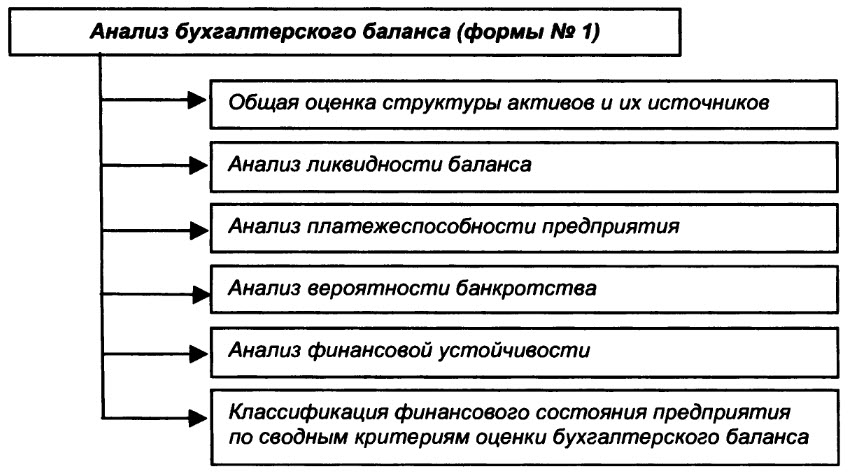 Анализ бухгалтерского баланса (формы № 1)
Общая оценка структуры активов и их источников
Анализ ликвидности баланса
Анализ платежеспособности предприятия
Анализ вероятности банкротства
Анализ финансовой устойчивости
Классификация финансового состояния предприятия
по сводным критериям оценки бухгалтерского баланса